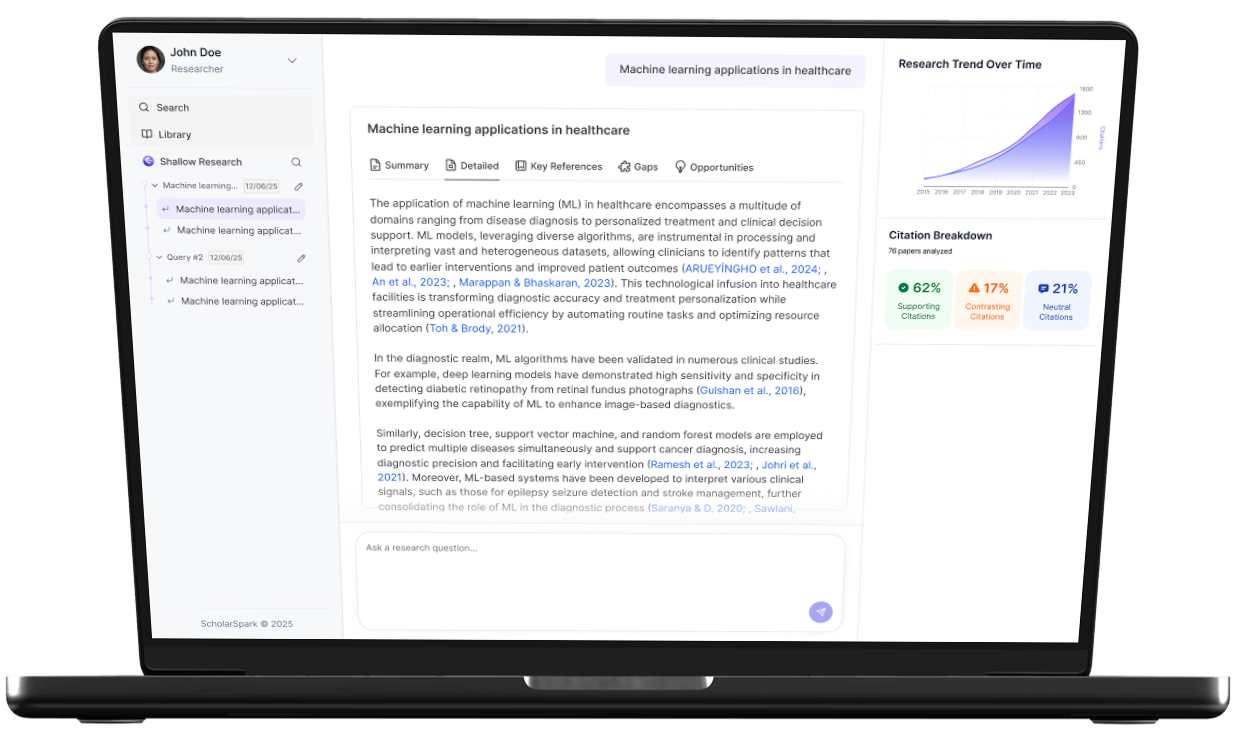 John Doe
Researcher
Search
Library
Shallow Research
Machine learning... 12/06/25
Machine learning applicat...
Machine learning applicat...
Query #2 12/06/25
Machine learning applicat...
Machine learning applicat...
ScholarSpark © 2025
Machine learning applications in healthcare
Machine learning applications in healthcare
Summary Detailed Key References Gaps Opportunities
The application of machine learning (ML) in healthcare encompasses a multitude of
domains ranging from disease diagnosis to personalized treatment and clinical decision
support. ML models, leveraging diverse algorithms, are instrumental in processing and
interpreting vast and heterogeneous datasets, allowing clinicians to identify patterns that
lead to earlier interventions and improved patient outcomes (ARUEYİNGHO et al., 2024; ,
An et al., 2023; , Marappan & Bhaskaran, 2023). This technological infusion into healthcare
facilities is transforming diagnostic accuracy and treatment personalization while
streamlining operational efficiency by automating routine tasks and optimizing resource
allocation (Toh & Brody, 2021).
In the diagnostic realm, ML algorithms have been validated in numerous clinical studies.
For example, deep learning models have demonstrated high sensitivity and specificity in
detecting diabetic retinopathy from retinal fundus photographs (Gulshan et al., 2016),
exemplifying the capability of ML to enhance image-based diagnostics.
Similarly, decision tree, support vector machine, and random forest models are employed
to predict multiple diseases simultaneously and support cancer diagnosis, increasing
diagnostic precision and facilitating early intervention (Ramesh et al., 2023; , Johri et al.,
2021). Moreover, ML-based systems have been developed to interpret various clinical
signals, such as those for epilepsy seizure detection and stroke management, further
consolidating the role of ML in the diagnostic process (Saranya & D, 2020; , Sawlani,
Ask a research question...
Research Trend Over Time
1800
1350
900
450
0
Citations
2015 2016 2017 2018 2019 2020 2021 2022 2023
Citation Breakdown
76 papers analyzed
62%
Supporting
Citations
17%
Contrasting
Citations
21%
Neutral
Citations